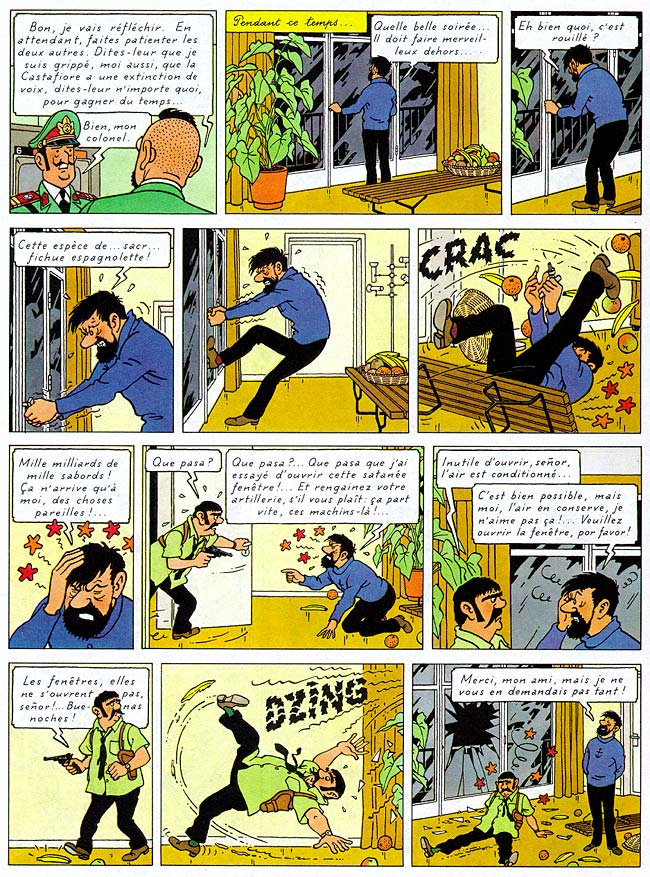 Bon, je vais réfléchir. En
attendant, faites patienter les
deux autres. Dites-leur que je
suis grippé, moi aussi, que la
Castafiore a une extinction de
voix, dites-leur n'importe quoi,
pour gagner du temps...
Bien, mon
colonel.
6
Pendant ce temps...
Quelle belle soirée...
Il doit faire merveil-
leux dehors...
Eh bien quoi, c'est
rouillé ?
Cette espèce de... sacr...
fichue espagnolette !
CRAC
Mille milliards de
mille sabords !
Ça n'arrive qu'à
moi, des choses
pareilles !...
Que pasa ?
Que pasa ?... Que pasa que j'ai
essayé d'ouvrir cette satanée
fenêtre !... Et rengainez votre
artillerie, s'il vous plaît : ça part
vite, ces machins-là !...
Inutile d'ouvrir, señor,
l'air est conditionné...
C'est bien possible, mais
moi, l'air en conserve, je
n'aime pas ça !... Veuillez
ouvrir la fenêtre, por favor !
Les fenêtres, elles
ne s'ouvrent pas,
señor !... Bue- nas
noches !
DZING
Merci, mon ami, mais je ne
vous en demandais pas tant !